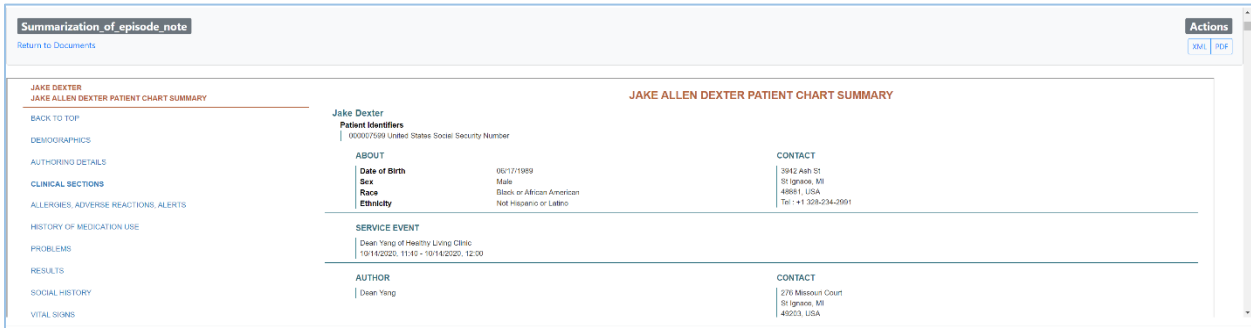 Summarization_of_episode_note
Actions
Return to Documents
XML PDF
JAKE DEXTER
JAKE ALLEN DEXTER PATIENT CHART SUMMARY
BACK TO TOP
DEMOGRAPHICS
AUTHORING DETAILS
CLINICAL SECTIONS
ALLERGIES, ADVERSE REACTIONS, ALERTS
HISTORY OF MEDICATION USE
PROBLEMS
RESULTS
SOCIAL HISTORY
VITAL SIGNS
JAKE ALLEN DEXTER PATIENT CHART SUMMARY
Jake Dexter
Patient Identifiers
000007599 United States Social Security Number
ABOUT
Date of Birth 06/17/1989
Sex Male
Race Black or African American
Ethnicity Not Hispanic or Latino
CONTACT
3942 Ash St
St Ignace, MI
48881, USA
Tel : +1 328-234-2991
SERVICE EVENT
Dean Yang of Healthy Living Clinic
10/14/2020, 11:40 - 10/14/2020, 12:00
AUTHOR
Dean Yang
CONTACT
276 Missouri Court
St Ignace, MI
49203, USA